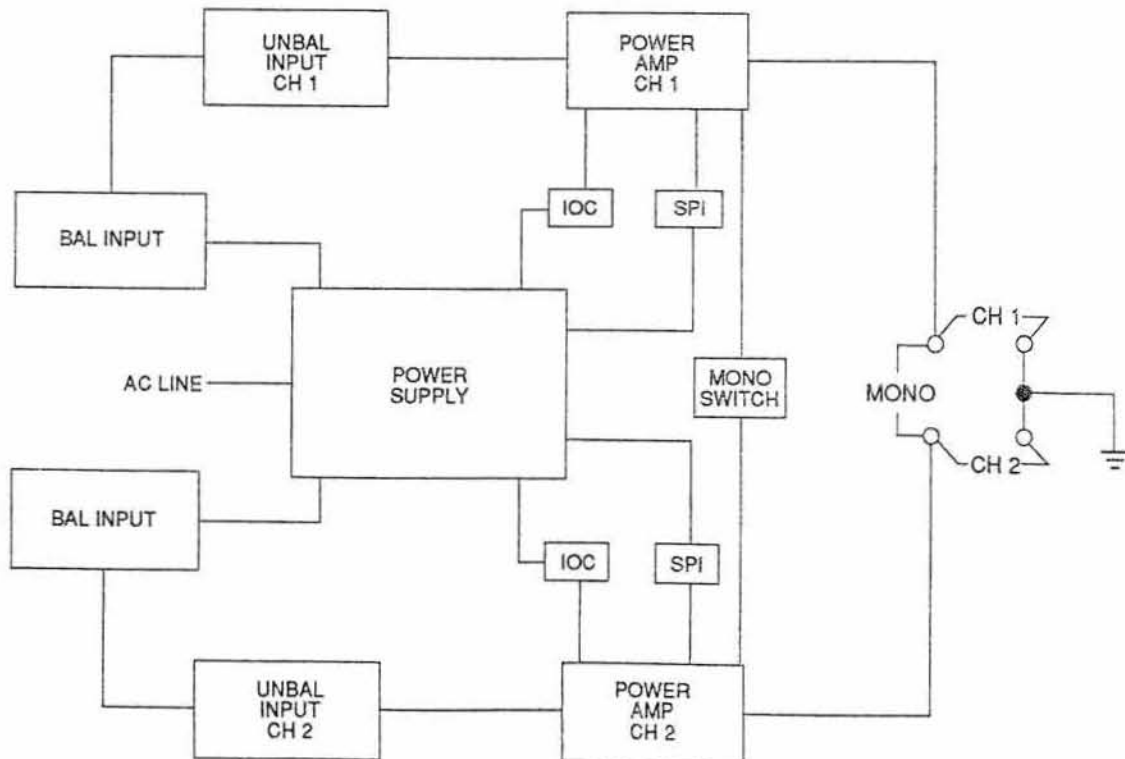 UNBAL
INPUT
CH 1
POWER
AMP
CH 1
BAL INPUT
IOC
SPI
CH 1
AC LINE
POWER
SUPPLY
MONO
SWITCH
MONO
CH 2
BAL INPUT
IOC
SPI
UNBAL
INPUT
CH 2
POWER
AMP
CH 2